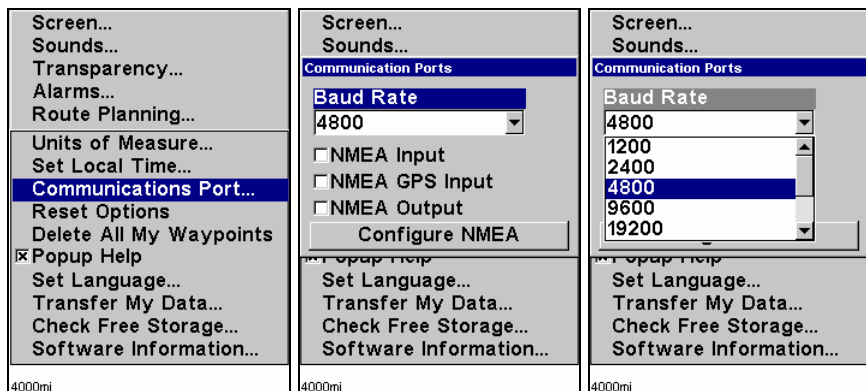 Screen...
Sounds...
Transparency...
Alarms...
Route Planning...
Units of Measure...
Set Local Time...
Communications Port...
Reset Options
Delete All My Waypoints
Popup Help
Set Language...
Transfer My Data...
Check Free Storage...
Software Information...
4000mi
Screen...
Sounds...
Communication Ports
Baud Rate
4800
NMEA Input
NMEA GPS Input
NMEA Output
Configure NMEA
Popup Help
Set Language...
Transfer My Data...
Check Free Storage...
Software Information...
4000mi
Screen...
Sounds...
Communication Ports
Baud Rate
4800
1200
2400
4800
9600
19200
Popup Help
Set Language...
Transfer My Data...
Check Free Storage...
Software Information...
4000mi